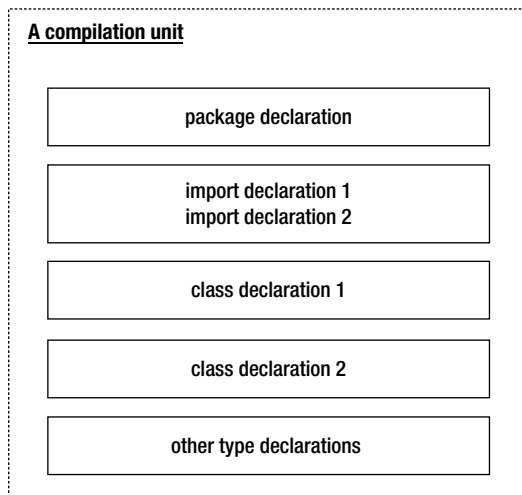 A compilation unit
package declaration
import declaration 1
import declaration 2
class declaration 1
class declaration 2
other type declarations